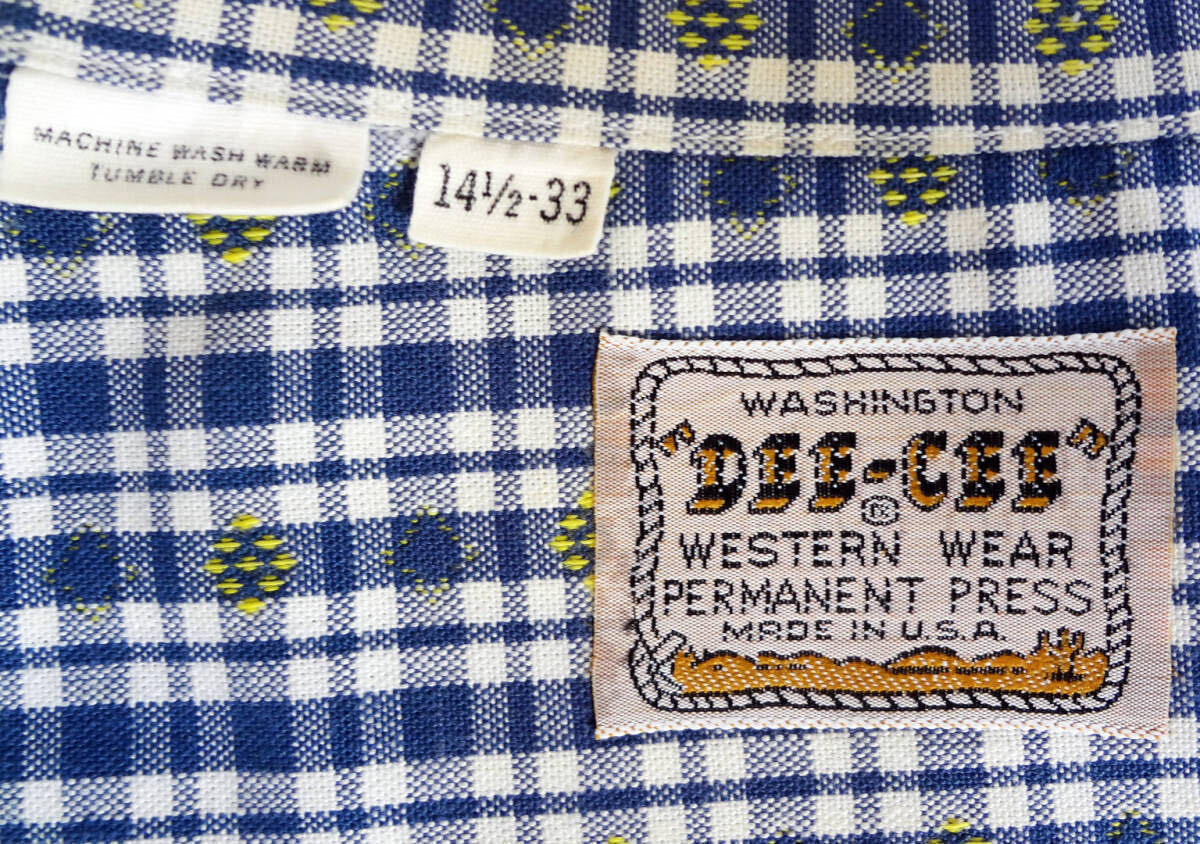 MACHINE WASH WARM
TUMBLE DRY
14½-33
WASHINGTON
"DEE-CEE"
®
WESTERN WEAR
PERMANENT PRESS
MADE IN U.S.A.